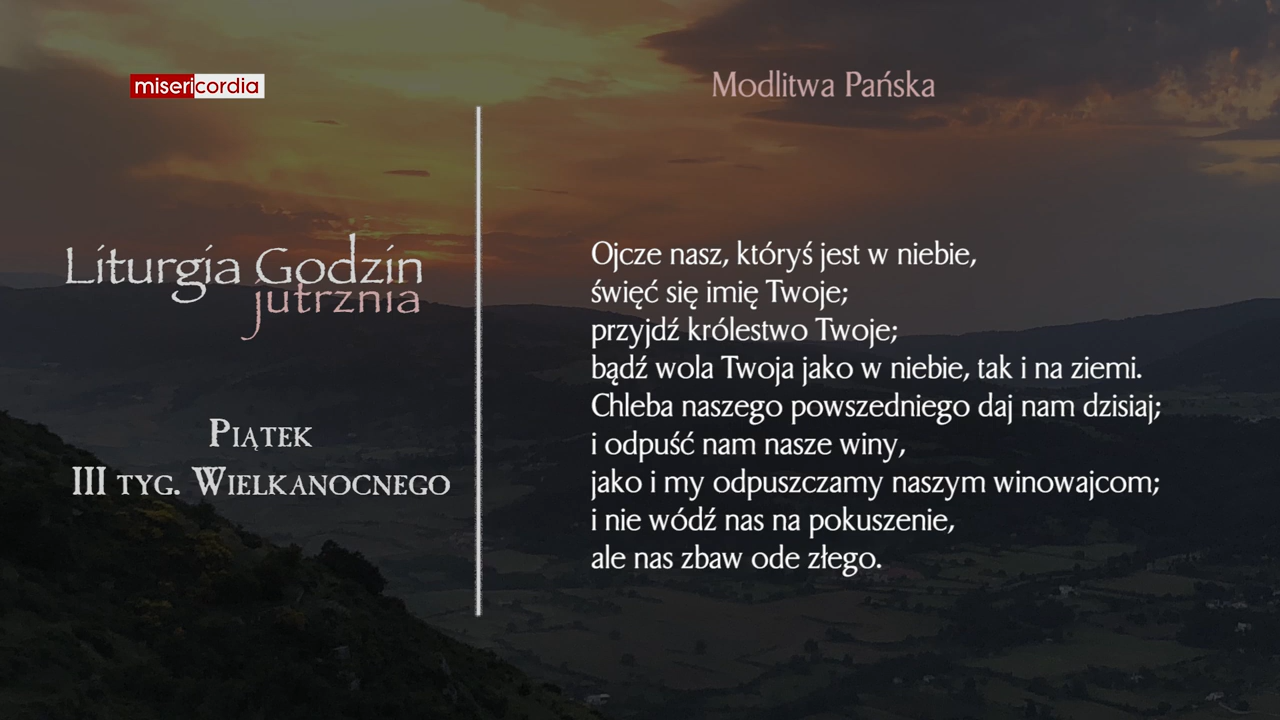 misericordia
Liturgia Godzin
jutrznia
Piątek
III tyg. Wielkanocnego
Modlitwa Pańska
Ojcze nasz, któryś jest w niebie,
święć się imię Twoje;
przyjdź królestwo Twoje;
bądź wola Twoja jako w niebie, tak i na ziemi.
Chleba naszego powszedniego daj nam dzisiaj;
i odpuść nam nasze winy,
jako i my odpuszczamy naszym winowajcom;
i nie wódź nas na pokuszenie,
ale nas zbaw ode złego.